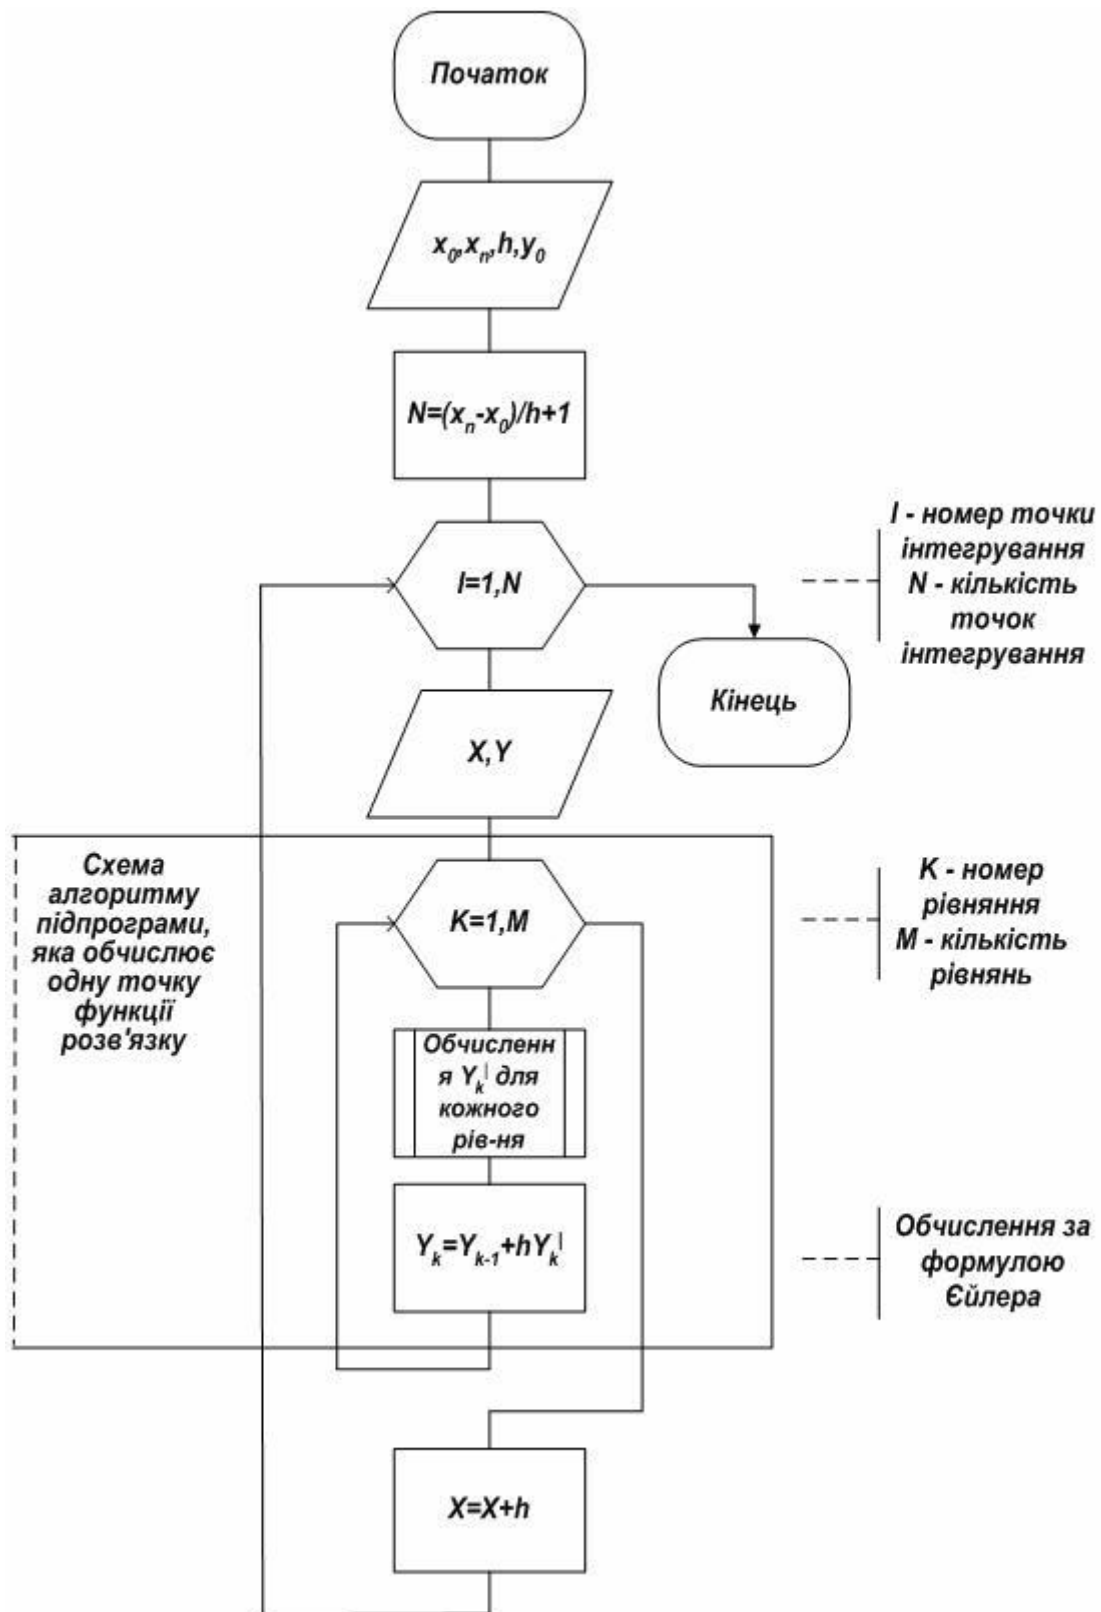 Початок
x₀,xₙ,h,y₀
N=(xₙ-x₀)/h+1
I=1,N
I - номер точки
інтегрування
N - кількість
точок
інтегрування
Кінець
X,Y
Схема
алгоритму
підпрограми,
яка обчислює
одну точку
функції
розв'язку
K=1,M
K - номер
рівняння
M - кількість
рівнянь
Обчисленн
я Yₖ| для
кожного
рів-ня
Yₖ=Yₖ₋₁+hYₖ|
Обчислення за
формулою
Єйлера
X=X+h